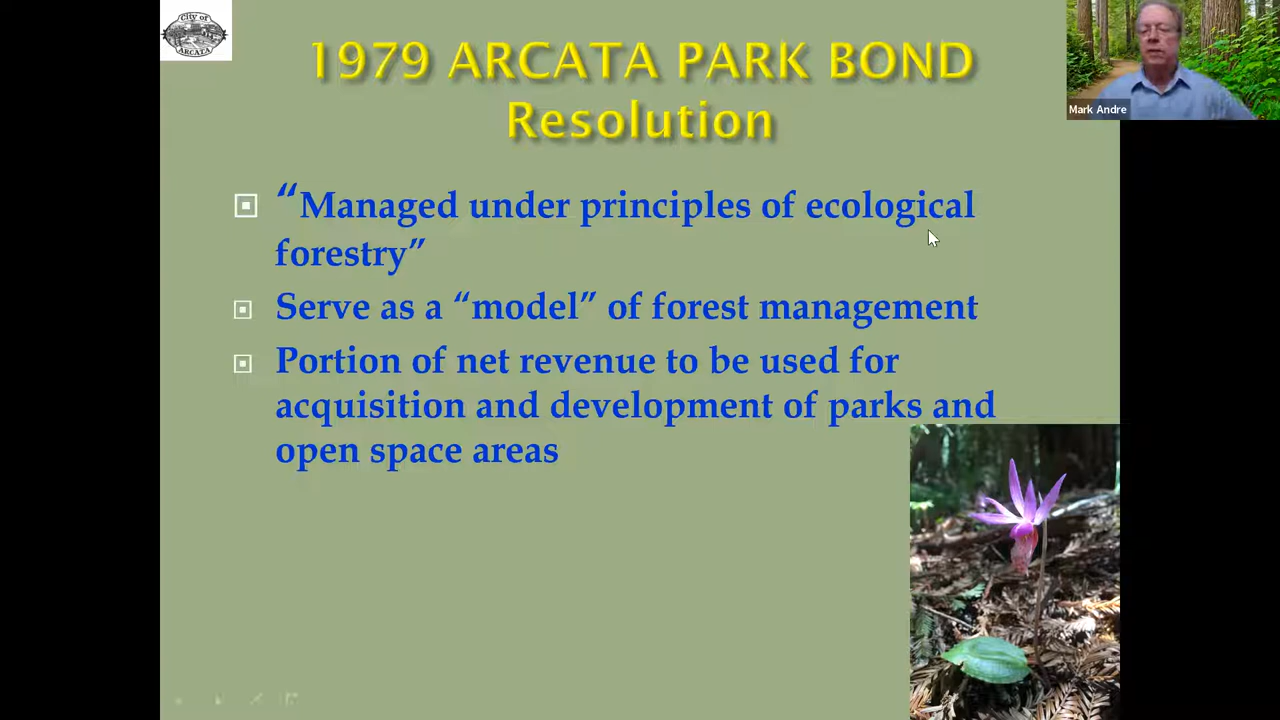 City of
ARCATA
1979 ARCATA PARK BOND
Resolution
Mark Andre
“Managed under principles of ecological
forestry”
Serve as a “model” of forest management
Portion of net revenue to be used for
acquisition and development of parks and
open space areas